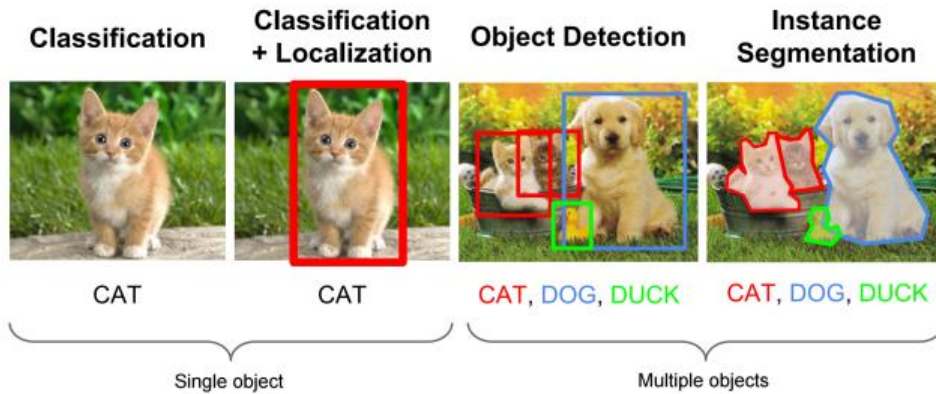 Classification
Classification
+ Localization
Object Detection
Instance
Segmentation
CAT
CAT
CAT, DOG, DUCK
CAT, DOG, DUCK
Single object
Multiple objects